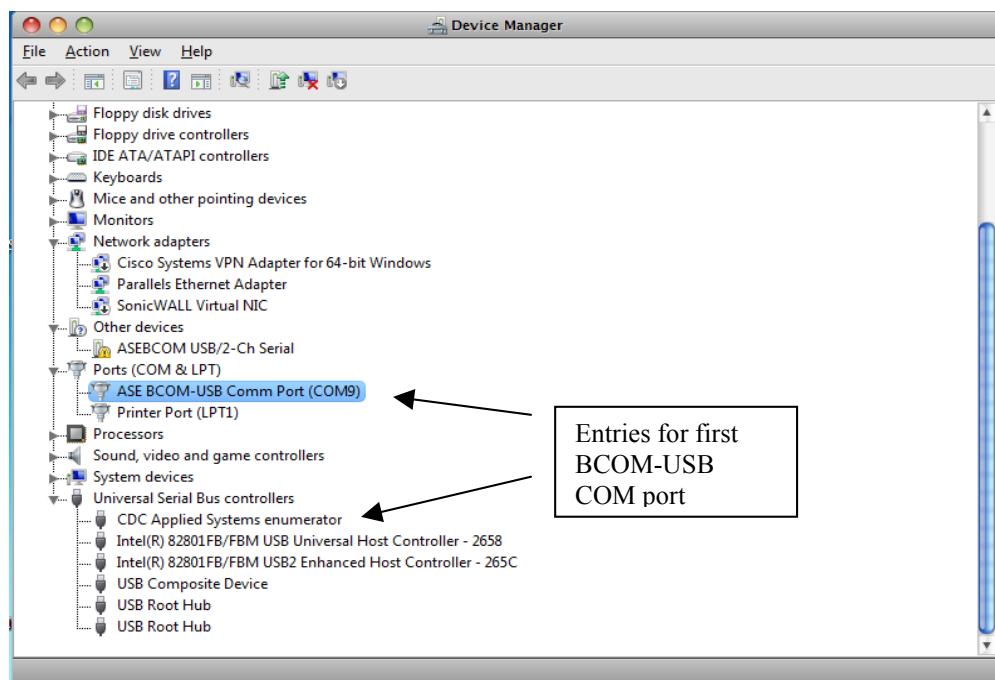 Device Manager
File Action View Help
Floppy disk drives
Floppy drive controllers
IDE ATA/ATAPI controllers
Keyboards
Mice and other pointing devices
Monitors
Network adapters
Cisco Systems VPN Adapter for 64-bit Windows
Parallels Ethernet Adapter
SonicWALL Virtual NIC
Other devices
ASEBCOM USB/2-Ch Serial
Ports (COM & LPT)
ASE BCOM-USB Comm Port (COM9)
Printer Port (LPT1)
Processors
Sound, video and game controllers
System devices
Universal Serial Bus controllers
CDC Applied Systems enumerator
Intel(R) 82801FB/FBM USB Universal Host Controller - 2658
Intel(R) 82801FB/FBM USB2 Enhanced Host Controller - 265C
USB Composite Device
USB Root Hub
USB Root Hub
Entries for first
BCOM-USB
COM port